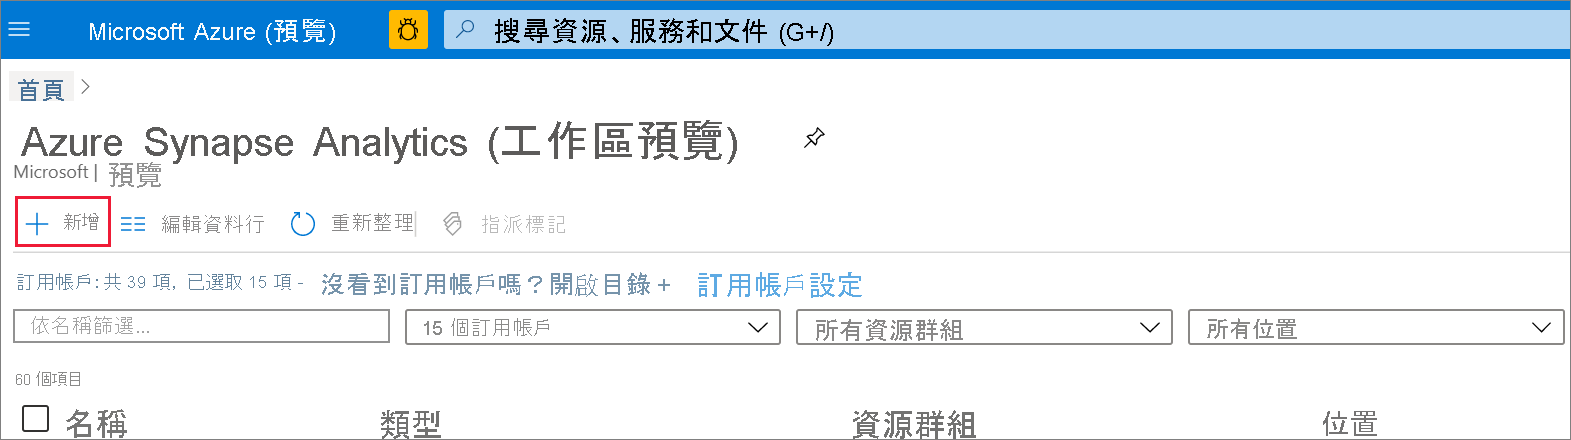 Microsoft Azure (預覽) 搜尋資源、服務和文件 (G+/)
首頁
Azure Synapse Analytics (工作區預覽)
Microsoft | 預覽
新增 編輯資料行 重新整理 指派標記
訂用帳戶: 共 39 項, 已選取 15 項 - 沒看到訂用帳戶嗎？開啟目錄 + 訂用帳戶設定
依名稱篩選... 15 個訂用帳戶 所有資源群組 所有位置
60 個項目
名稱 類型 資源群組 位置